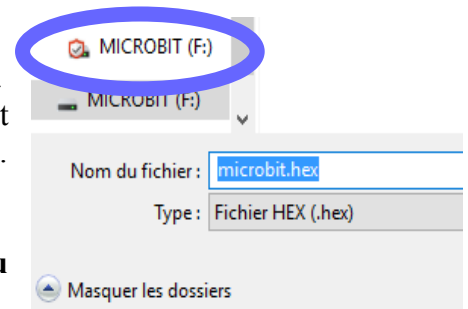 MICROBIT (F:)
MICROBIT (F:)
t
.
Nom du fichier : microbit.hex
Type : Fichier HEX (.hex)
u
Masquer les dossiers